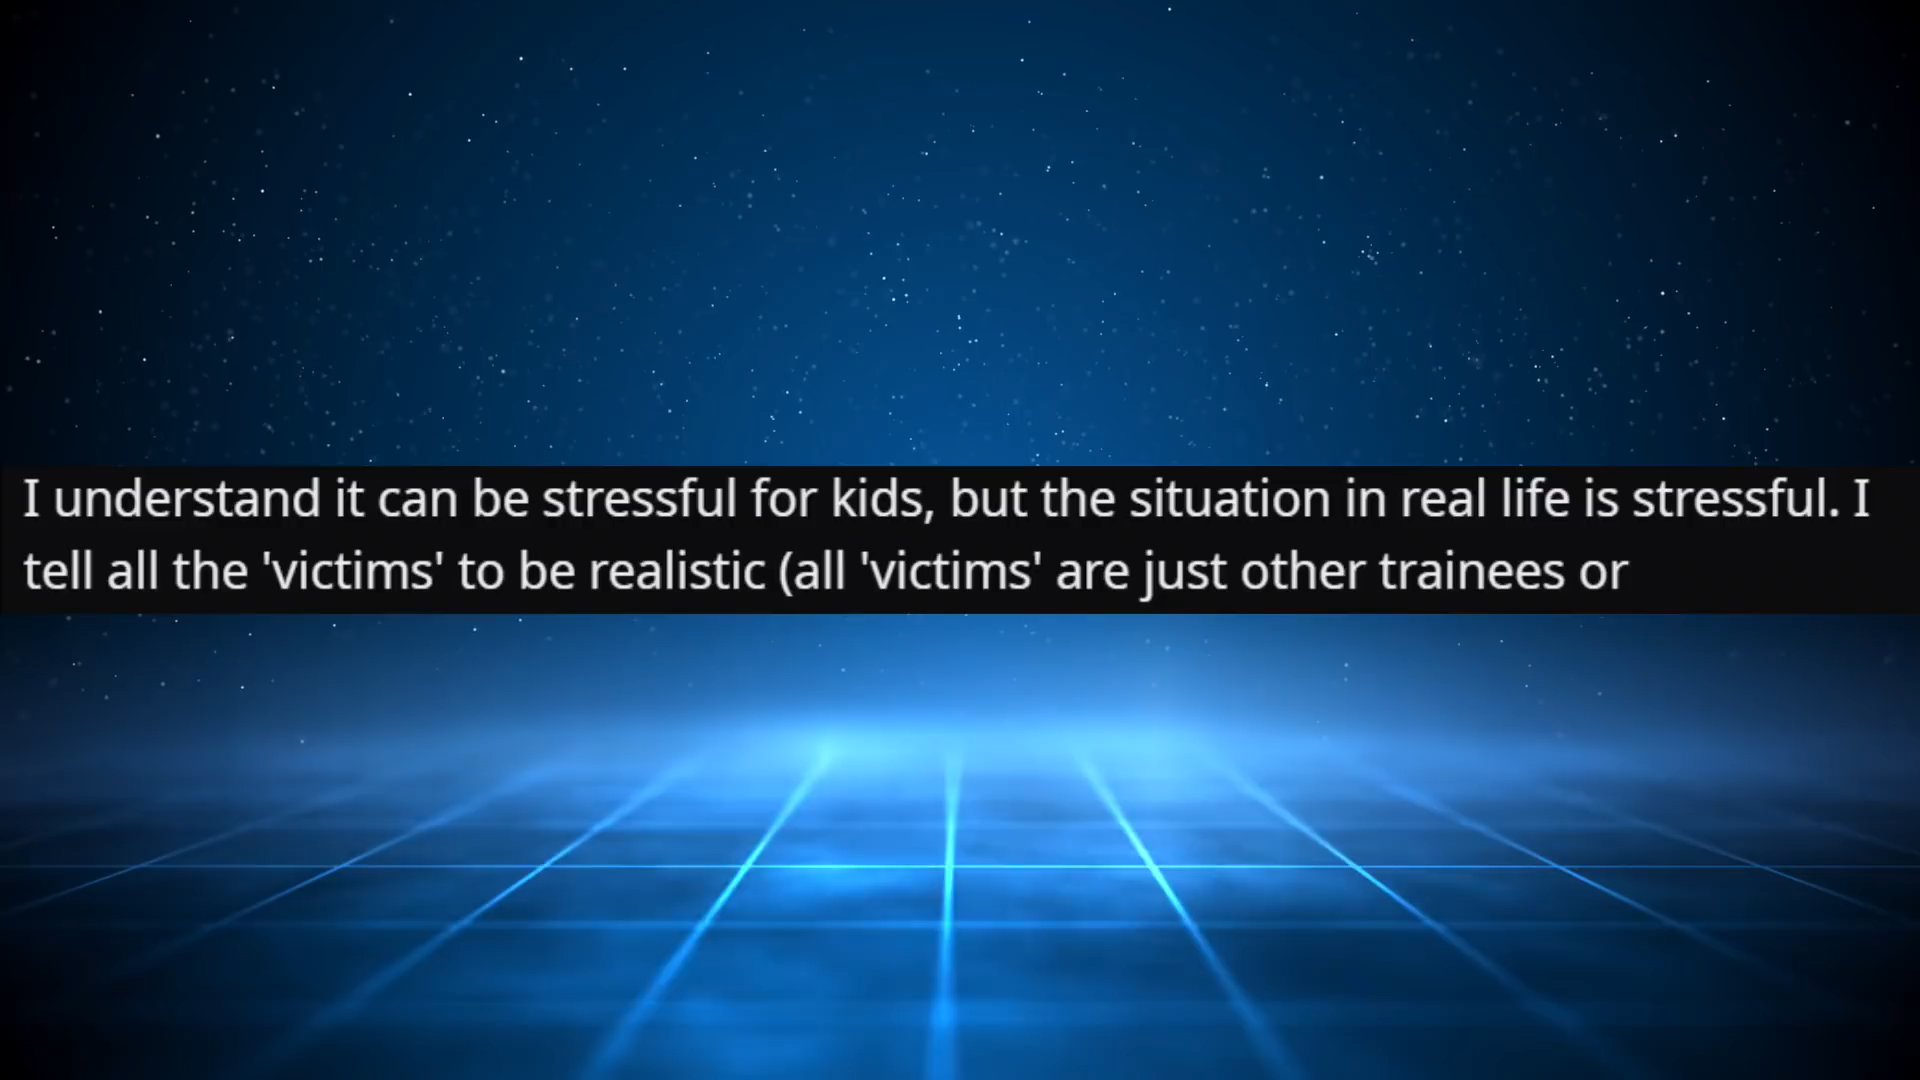 I understand it can be stressful for kids, but the situation in real life is stressful. I
tell all the 'victims' to be realistic (all 'victims' are just other trainees or